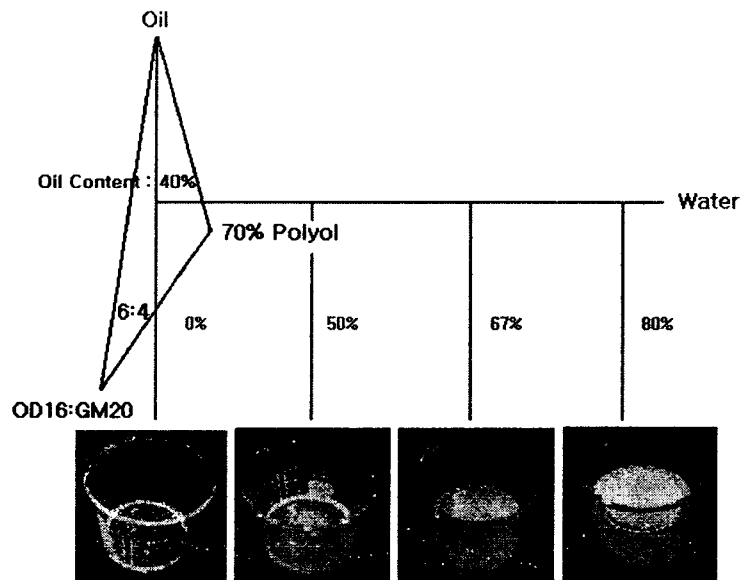 Oil
Oil Content : 40%
Water
70% Polyol
6:4
0%
50%
67%
80%
OD16:GM20